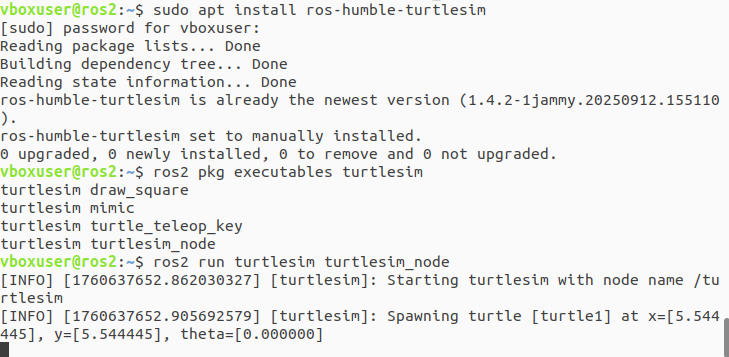 vboxuser@ros2:~$ sudo apt install ros-humble-turtlesim
[sudo] password for vboxuser:
Reading package lists... Done
Building dependency tree... Done
Reading state information... Done
ros-humble-turtlesim is already the newest version (1.4.2-1jammy.20250912.155110
).
ros-humble-turtlesim set to manually installed.
0 upgraded, 0 newly installed, 0 to remove and 0 not upgraded.
vboxuser@ros2:~$ ros2 pkg executables turtlesim
turtlesim draw_square
turtlesim mimic
turtlesim turtle_teleop_key
turtlesim turtlesim_node
vboxuser@ros2:~$ ros2 run turtlesim turtlesim_node
[INFO] [1760637652.862030327] [turtlesim]: Starting turtlesim with node name /tu
rtlesim
[INFO] [1760637652.905692579] [turtlesim]: Spawning turtle [turtle1] at x=[5.544
445], y=[5.544445], theta=[0.000000]